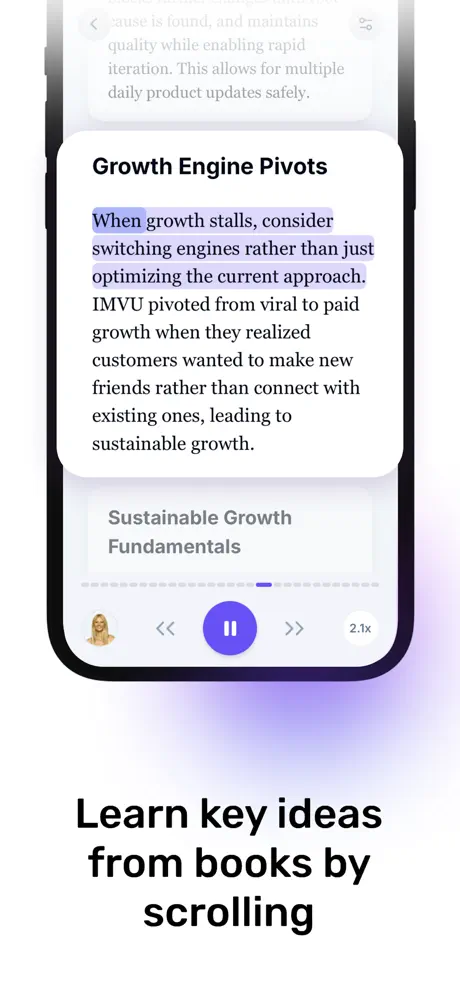 cause is found, and maintains
quality while enabling rapid
iteration. This allows for multiple
daily product updates safely.
Growth Engine Pivots
When growth stalls, consider
switching engines rather than just
optimizing the current approach.
IMVU pivoted from viral to paid
growth when they realized
customers wanted to make new
friends rather than connect with
existing ones, leading to
sustainable growth.
Sustainable Growth
Fundamentals
2.1x
Learn key ideas
from books by
scrolling